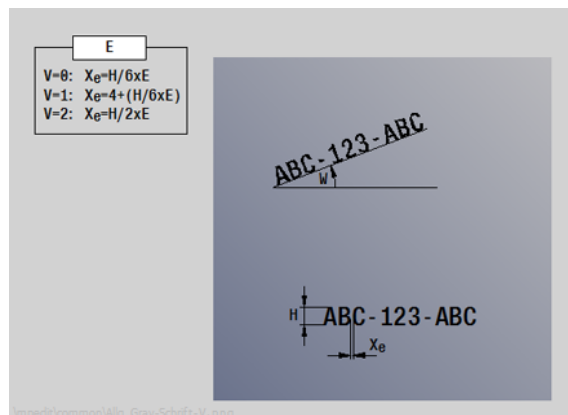 E
V=0: Xe=H/6xE
V=1: Xe=4+(H/6xE)
V=2: Xe=H/2xE
ABC-123-ABC
W
H ABC-123-ABC
Xe